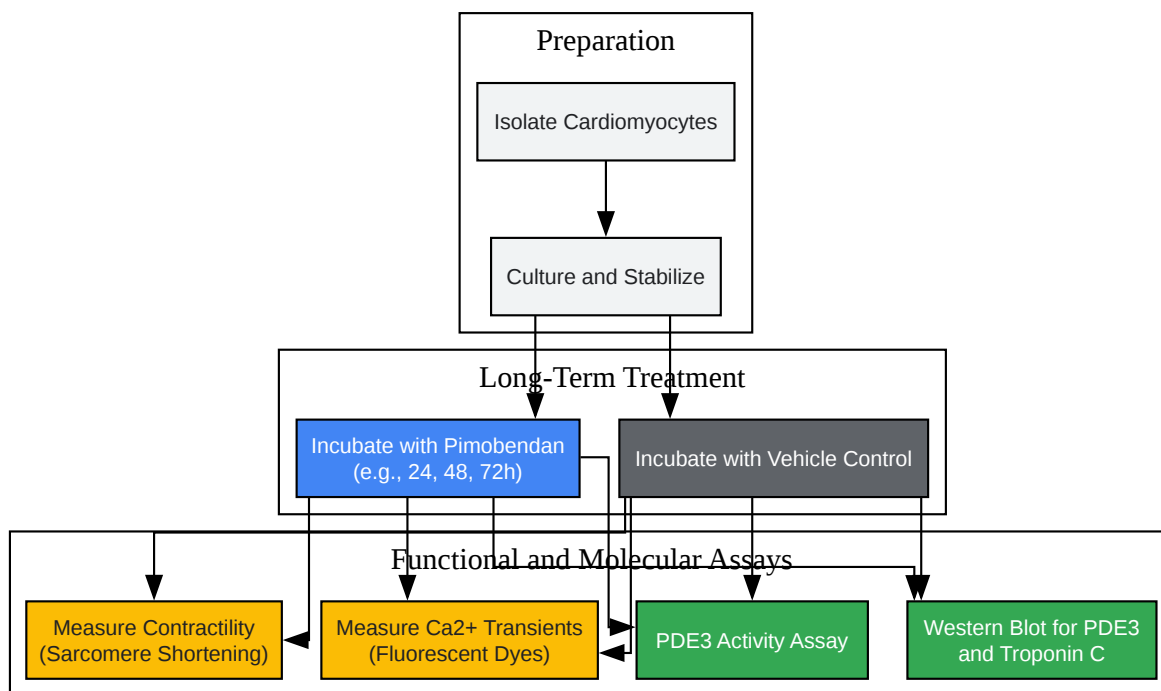 Preparation
Isolate Cardiomyocytes
Culture and Stabilize
Long-Term Treatment
Incubate with Pimobendan
(e.g., 24, 48, 72h)
Incubate with Vehicle Control
Functional and Molecular Assays
Measure Contractility
(Sarcomere Shortening)
Measure Ca2+ Transients
(Fluorescent Dyes)
PDE3 Activity Assay
Western Blot for PDE3
and Troponin C